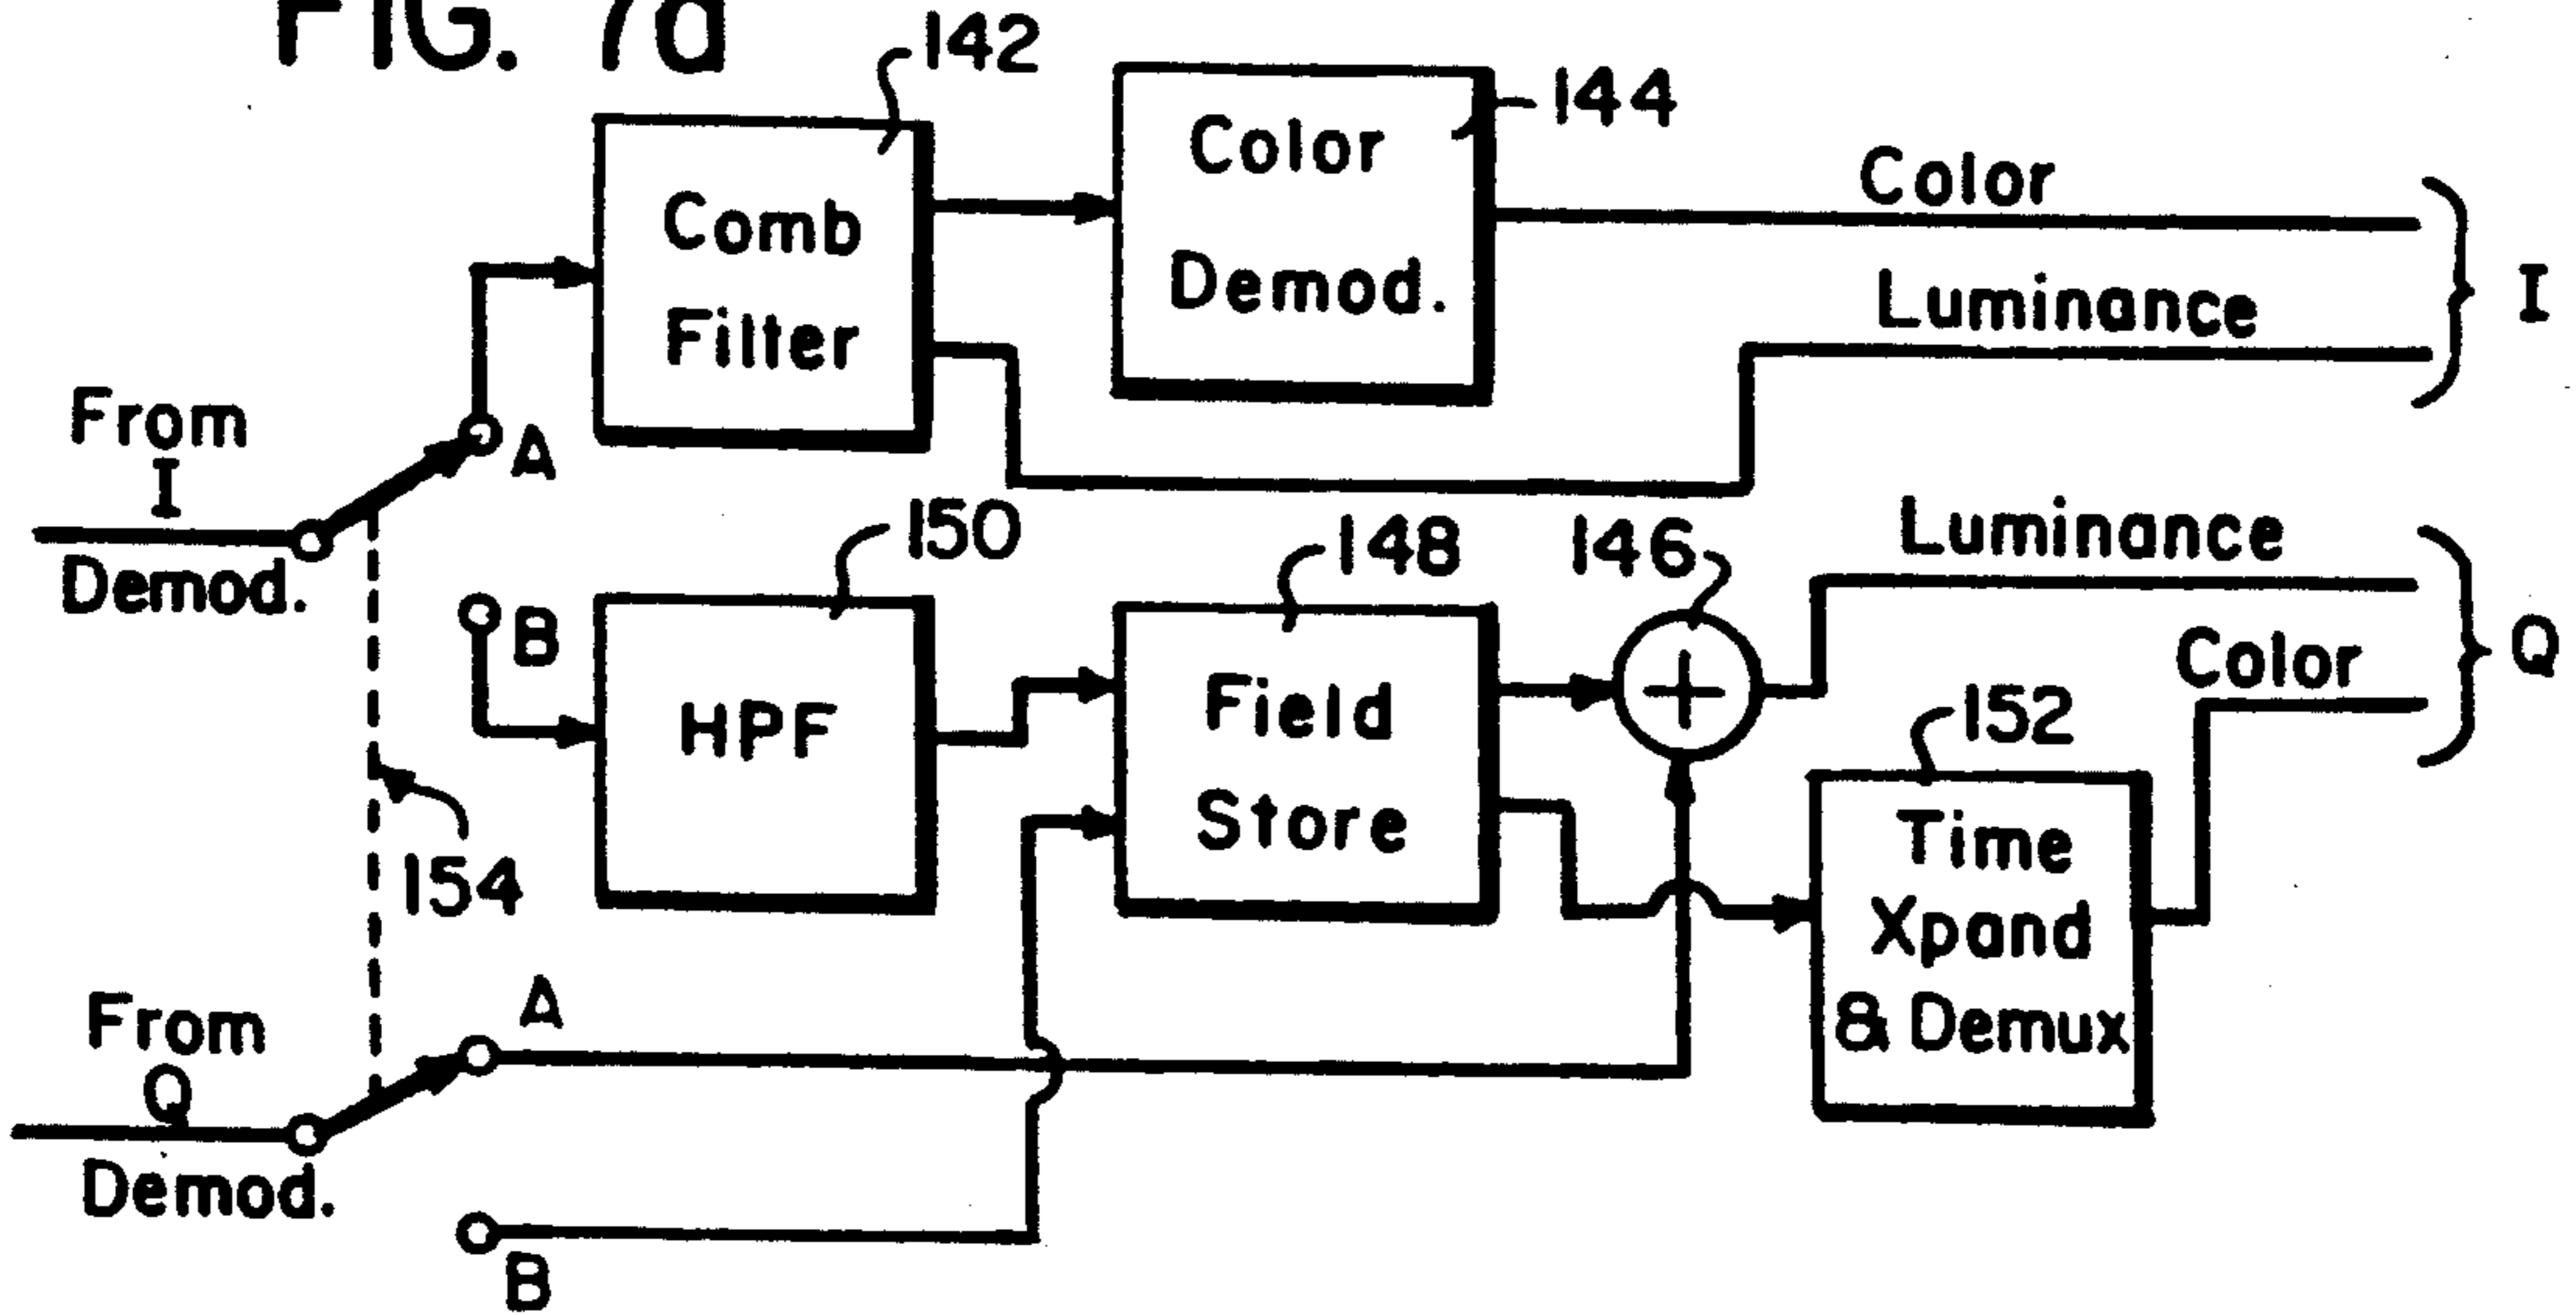 FIG. 7d
142
144
Comb
Filter
Color
Demod.
Color
Luminance
I
From
I
Demod.
A
B
150
HPF
148
Field
Store
146
Luminance
Color
Q
152
Time
Xpand
& Demux
154
From
Q
Demod.
A
B